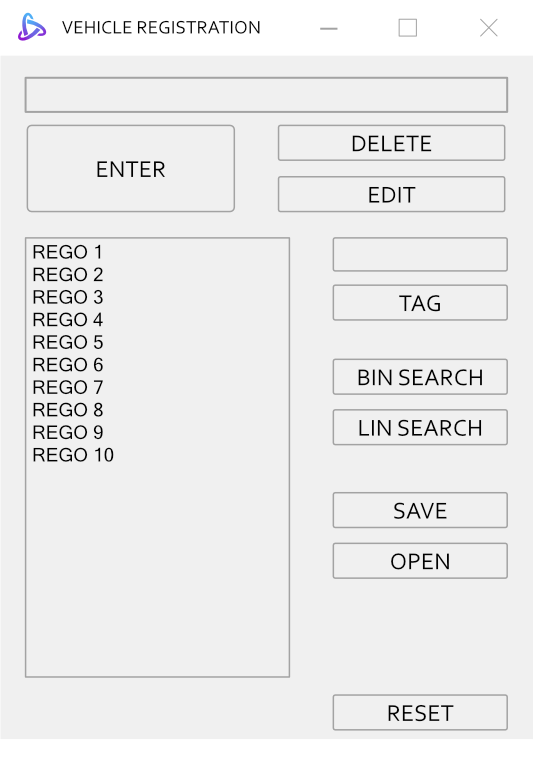 VEHICLE REGISTRATION
ENTER
DELETE
EDIT
REGO 1
REGO 2
REGO 3
REGO 4
REGO 5
REGO 6
REGO 7
REGO 8
REGO 9
REGO 10
TAG
BIN SEARCH
LIN SEARCH
SAVE
OPEN
RESET